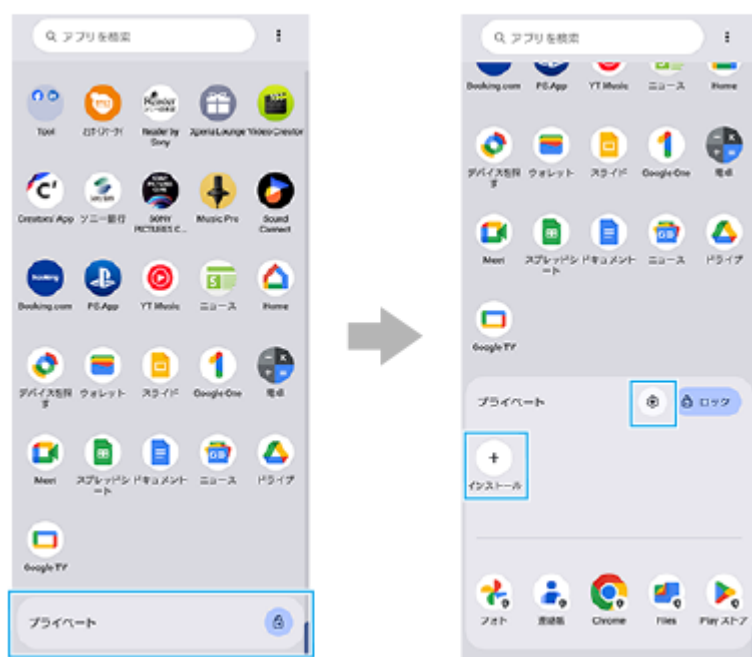 アプリを検索
Tool
Reader by
Sony
Xperia Lounge
Video Creator
Creators' App
ソニー銀行
SONY
PICTURES C...
Music Pro
Sound
Connect
Booking.com
PS App
YT Music
ニュース
Home
デバイスを探
す
ウォレット
スライド
Google One
電卓
Meet
スプレッドシ
ート
ドキュメント
ニュース
ドライブ
Google TV
プライベート
アプリを検索
Booking.com
PS App
YT Music
ニュース
Home
デバイスを探
す
ウォレット
スライド
Google One
電卓
Meet
スプレッドシ
ート
ドキュメント
ニュース
ドライブ
Google TV
プライベート
ロック
インストール
フォト
連絡帳
Chrome
Files
Play ストア